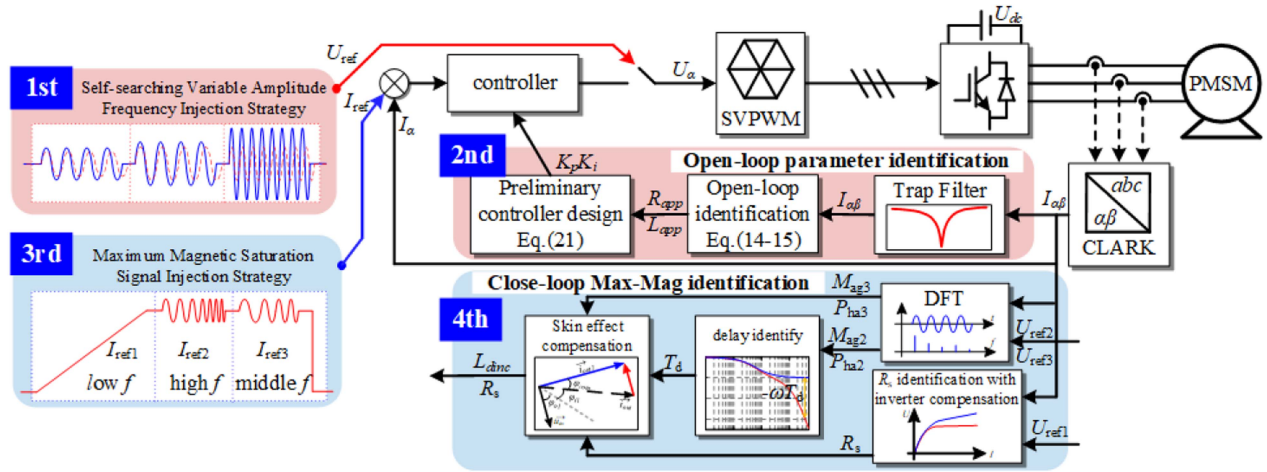 1st
Self-searching Variable Amplitude
Frequency Injection Strategy
U_ref
I_ref
I_α
controller
U_α
SVPWM
U_dc
PMSM
2nd
Open-loop parameter identification
K_pK_i
Preliminary
controller design
Eq.(21)
R_app
L_app
Open-loop
identification
Eq.(14-15)
I_αβ
Trap Filter
I_αβ
abc
αβ
CLARK
3rd
Maximum Magnetic Saturation
Signal Injection Strategy
I_ref1
I_ref2
I_ref3
low f
high f
middle f
Close-loop Max-Mag identification
4th
L_dinc
R_s
Skin effect
compensation
T_d
delay identify
-ωT_d
M_ag3
P_ha3
M_ag2
P_ha2
DFT
t
f
U_ref2
U_ref3
R_s identification with
inverter compensation
U
t
R_s
U_ref1